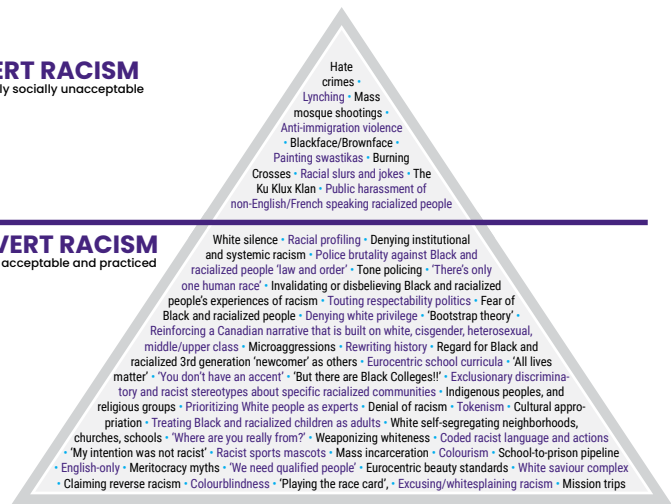 ERT RACISM
ly socially unacceptable
Hate
crimes •
Lynching • Mass
mosque shootings •
Anti-immigration violence
• Blackface/Brownface •
Painting swastikas • Burning
Crosses • Racial slurs and jokes • The
Ku Klux Klan • Public harassment of
non-English/French speaking racialized people
VERT RACISM
acceptable and practiced
White silence • Racial profiling • Denying institutional
and systemic racism • Police brutality against Black and
racialized people ‘law and order’ • Tone policing • ‘There’s only
one human race’ • Invalidating or disbelieving Black and racialized
people’s experiences of racism • Touting respectability politics • Fear of
Black and racialized people • Denying white privilege • ‘Bootstrap theory’ •
Reinforcing a Canadian narrative that is built on white, cisgender, heterosexual,
middle/upper class • Microaggressions • Rewriting history • Regard for Black and
racialized 3rd generation ‘newcomer’ as others • Eurocentric school curricula • ‘All lives
matter’ • ‘You don’t have an accent’ • ‘But there are Black Colleges!!’ • Exclusionary discrimina-
tory and racist stereotypes about specific racialized communities • Indigenous peoples, and
religious groups • Prioritizing White people as experts • Denial of racism • Tokenism • Cultural appro-
priation • Treating Black and racialized children as adults • White self-segregating neighborhoods,
churches, schools • ‘Where are you really from?’ • Weaponizing whiteness • Coded racist language and actions
• ‘My intention was not racist’ • Racist sports mascots • Mass incarceration • Colourism • School-to-prison pipeline
• English-only • Meritocracy myths • ‘We need qualified people’ • Eurocentric beauty standards • White saviour complex
• Claiming reverse racism • Colourblindness • ‘Playing the race card’, • Excusing/whitesplaining racism • Mission trips